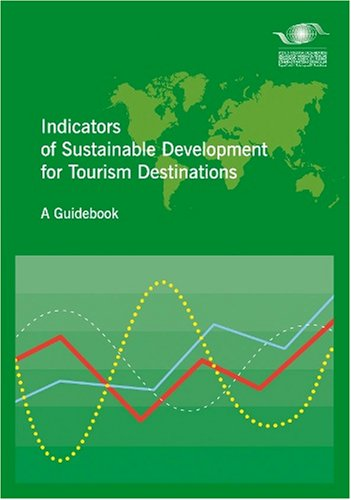 Indicators
of Sustainable Development
for Tourism Destinations
A Guidebook